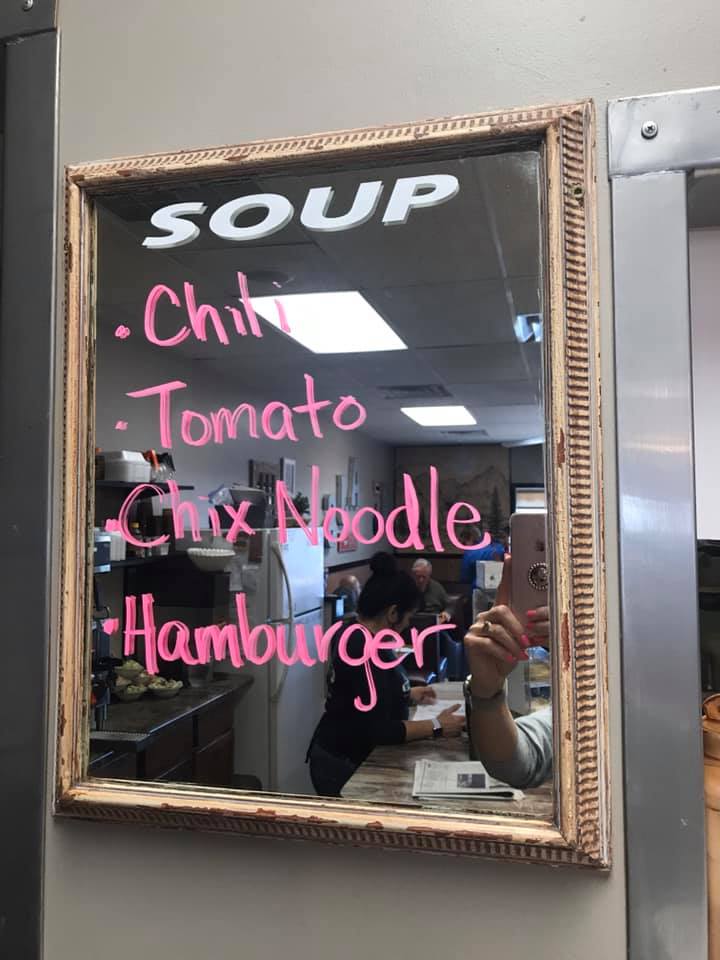 SOUP
• Chili
• Tomato
• Chix Noodle
• Hamburger